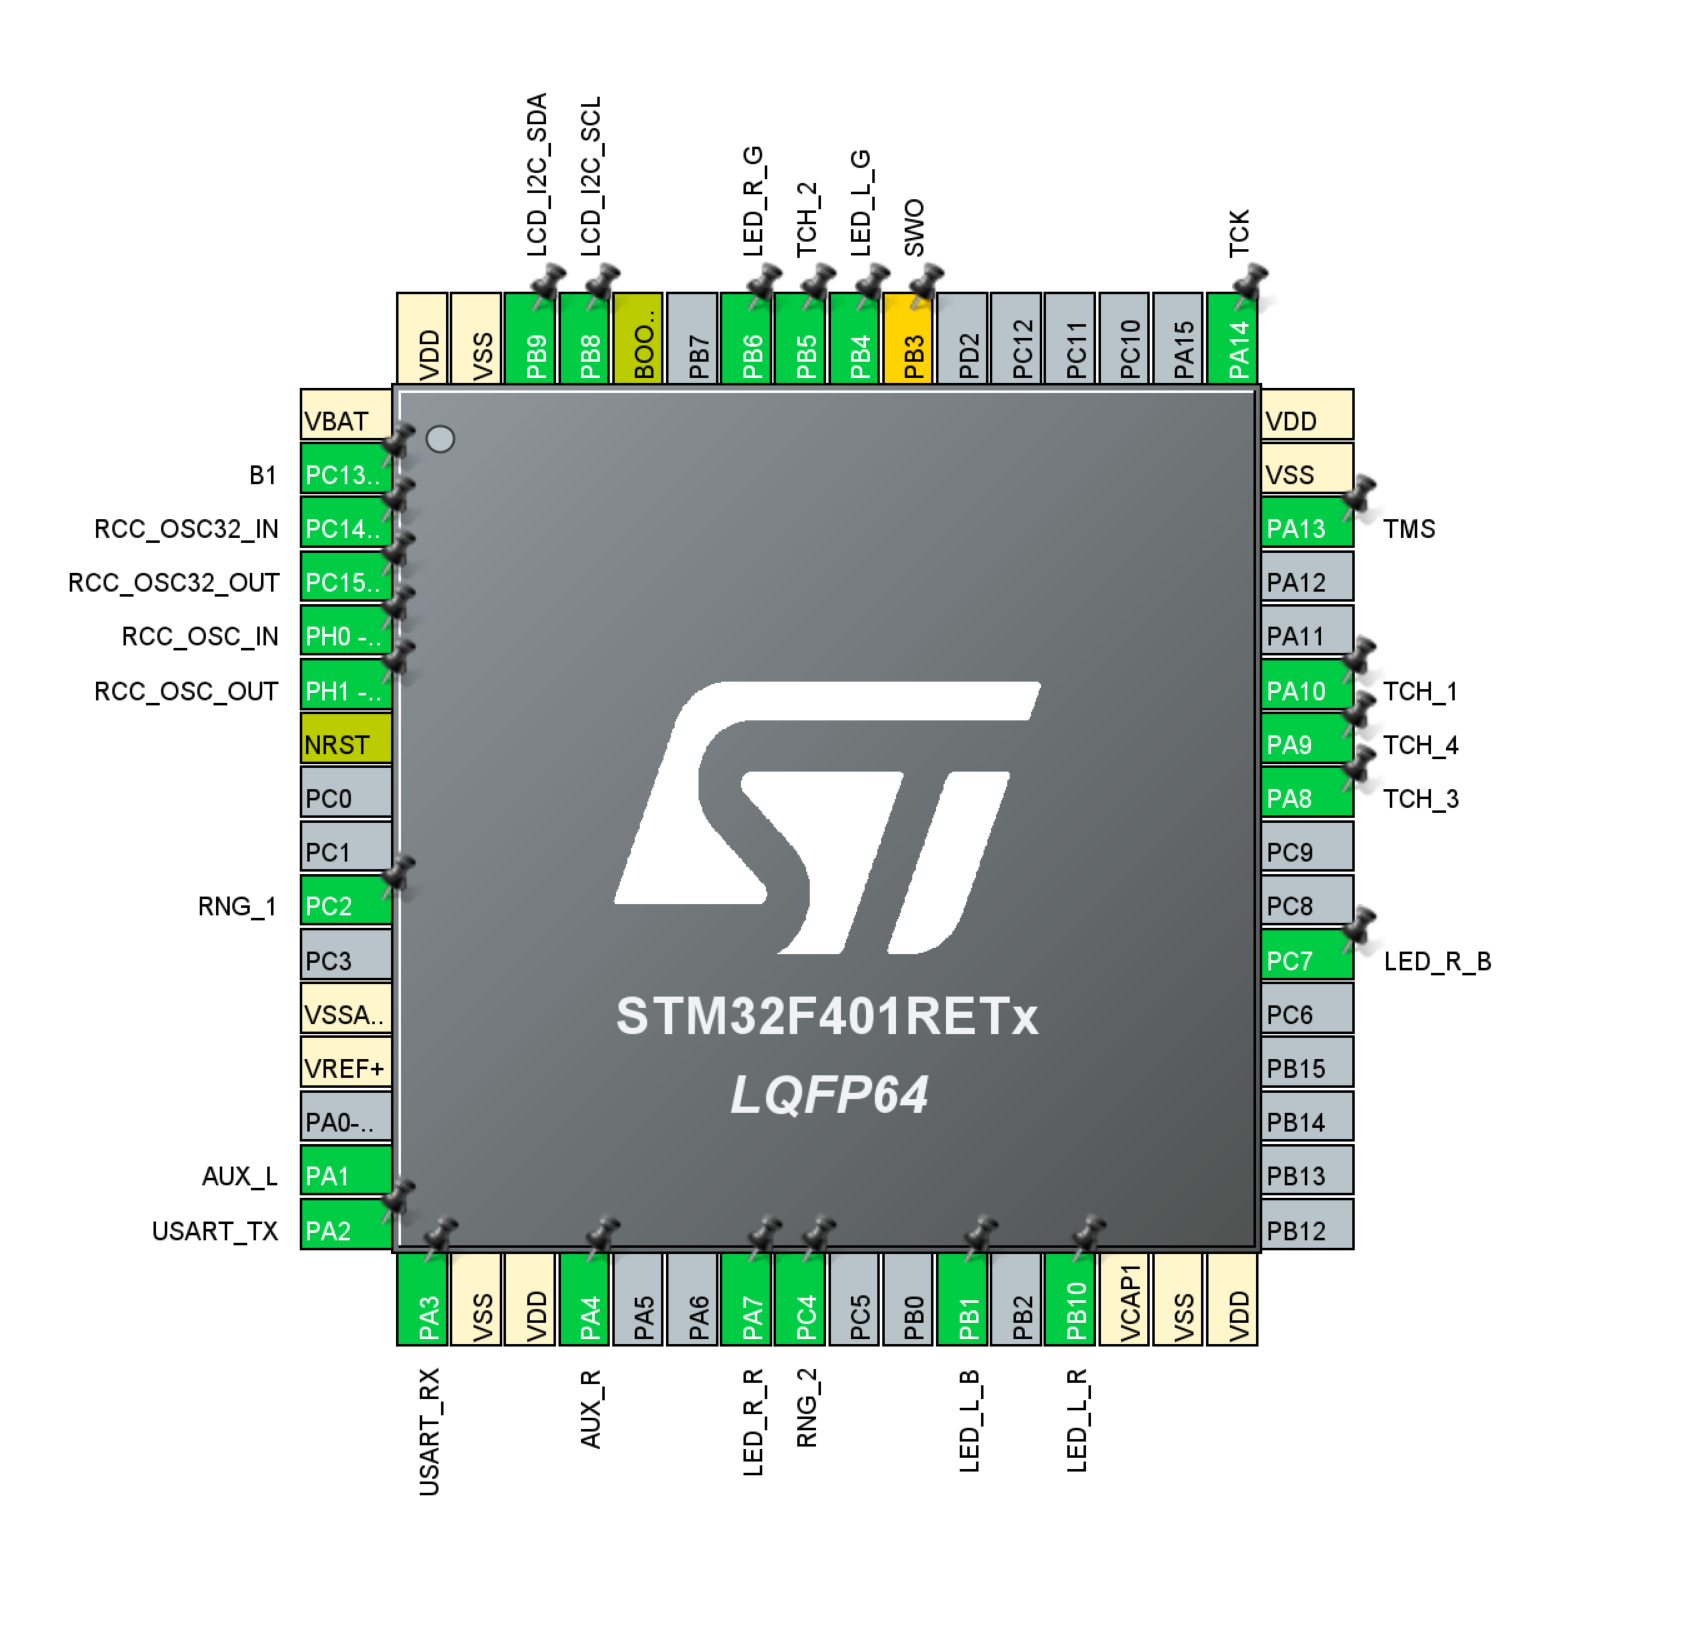 LCD_I2C_SDA
LCD_I2C_SCL
LED_R_G
TCH_2
LED_L_G
SWO
TCK
VDD
VSS
PB9
PB8
BOO..
PB7
PB6
PB5
PB4
PB3
PD2
PC12
PC11
PC10
PA15
PA14
VBAT
B1 PC13..
RCC_OSC32_IN PC14..
RCC_OSC32_OUT PC15..
RCC_OSC_IN PH0 -..
RCC_OSC_OUT PH1 -..
NRST
PC0
PC1
RNG_1 PC2
PC3
VSSA..
VREF+
PA0-..
AUX_L PA1
USART_TX PA2
STM32F401RETx
LQFP64
VDD
VSS
PA13 TMS
PA12
PA11
PA10 TCH_1
PA9 TCH_4
PA8 TCH_3
PC9
PC8
PC7 LED_R_B
PC6
PB15
PB14
PB13
PB12
PA3
VSS
VDD
PA4
PA5
PA6
PA7
PC4
PC5
PB0
PB1
PB2
PB10
VCAP1
VSS
VDD
USART_RX
AUX_R
LED_R_R
RNG_2
LED_L_B
LED_L_R